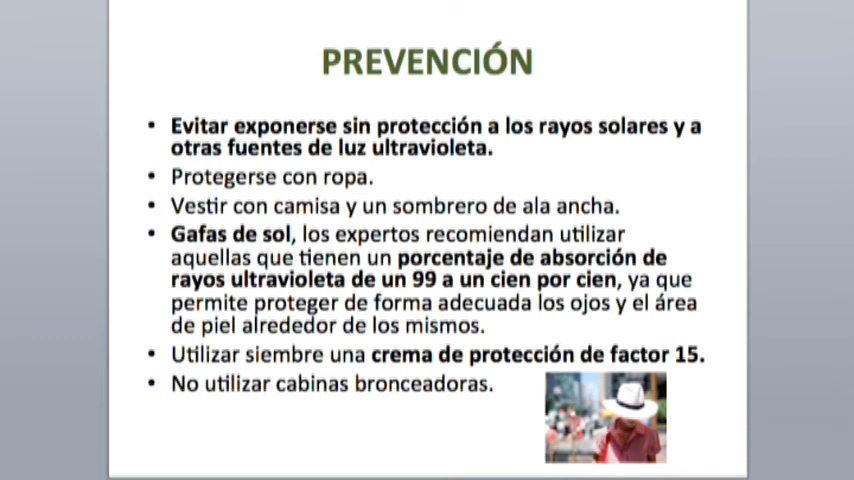 PREVENCIÓN
• Evitar exponerse sin protección a los rayos solares y a
otras fuentes de luz ultravioleta.
• Protegerse con ropa.
• Vestir con camisa y un sombrero de ala ancha.
• Gafas de sol, los expertos recomiendan utilizar
aquellas que tienen un porcentaje de absorción de
rayos ultravioleta de un 99 a un cien por cien, ya que
permite proteger de forma adecuada los ojos y el área
de piel alrededor de los mismos.
• Utilizar siembre una crema de protección de factor 15.
• No utilizar cabinas bronceadoras.